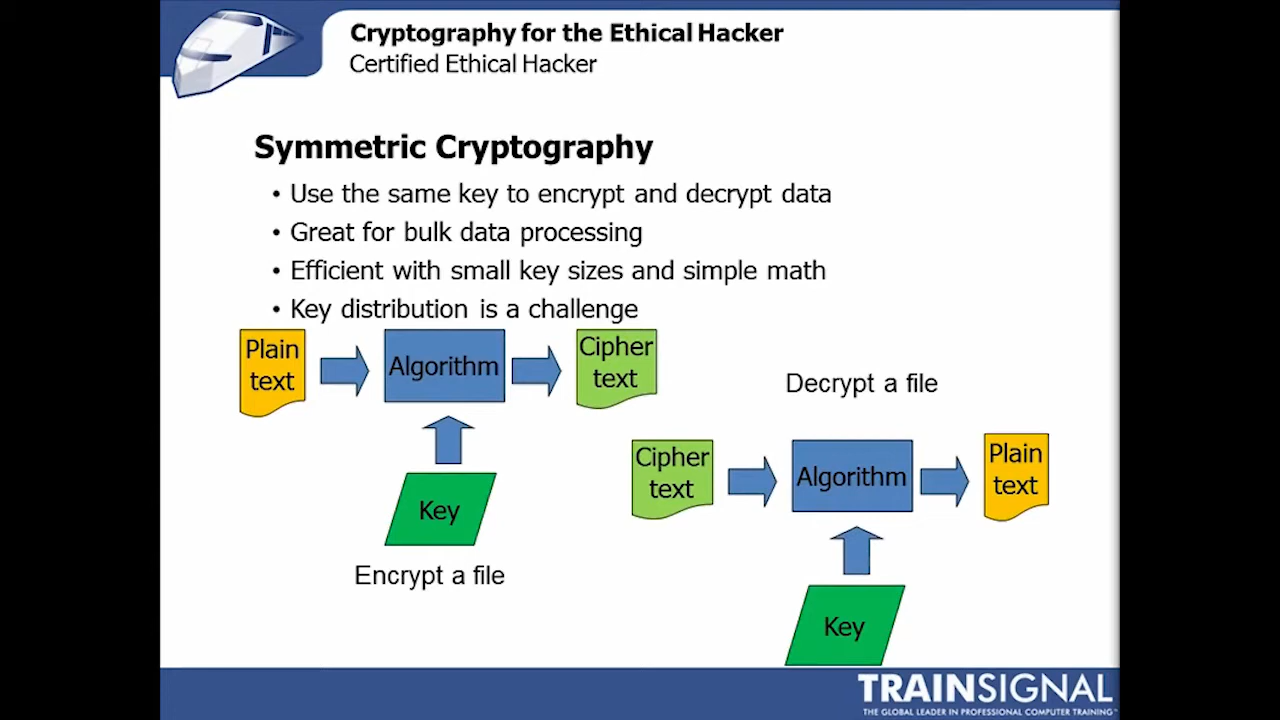 Cryptography for the Ethical Hacker
Certified Ethical Hacker
Symmetric Cryptography
• Use the same key to encrypt and decrypt data
• Great for bulk data processing
• Efficient with small key sizes and simple math
• Key distribution is a challenge
Plain
text
Algorithm
Cipher
text
Key
Encrypt a file
Decrypt a file
Cipher
text
Algorithm
Plain
text
Key
TRAINSIGNAL
THE GLOBAL LEADER IN PROFESSIONAL COMPUTER TRAINING™